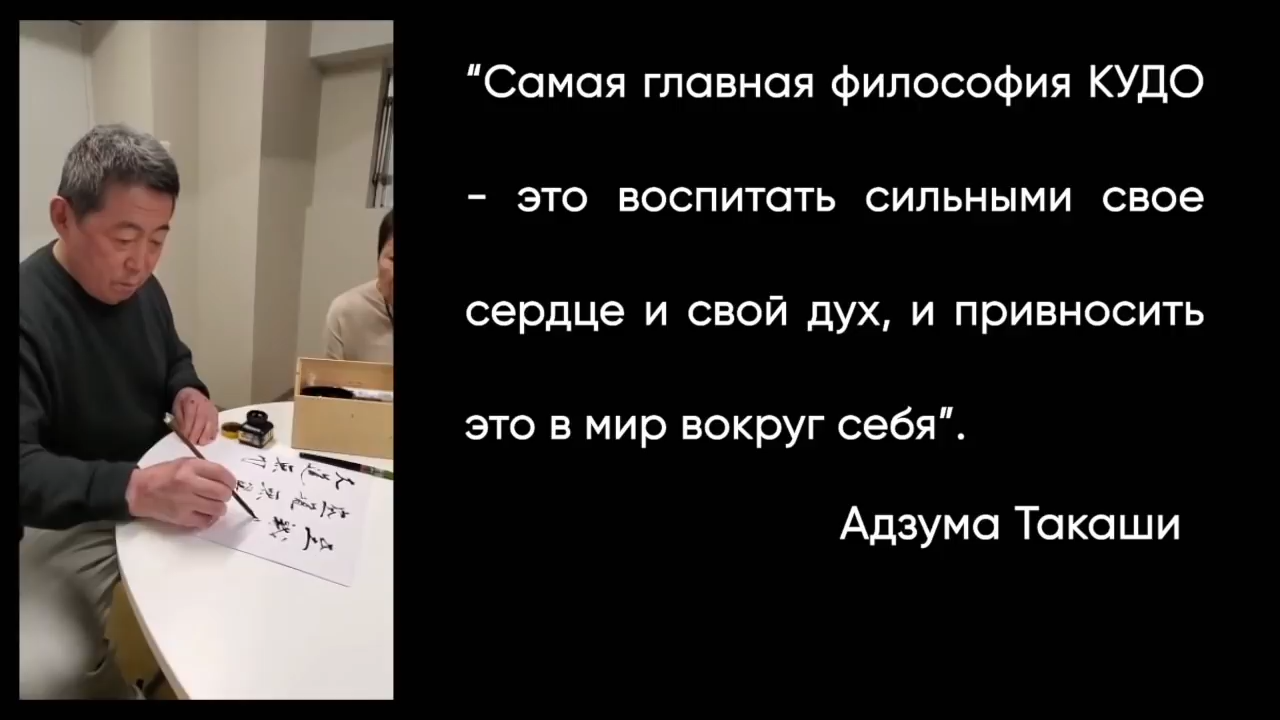 “Самая главная философия КУДО
- это воспитать сильными свое
сердце и свой дух, и привносить
это в мир вокруг себя”.
Адзума Такаши